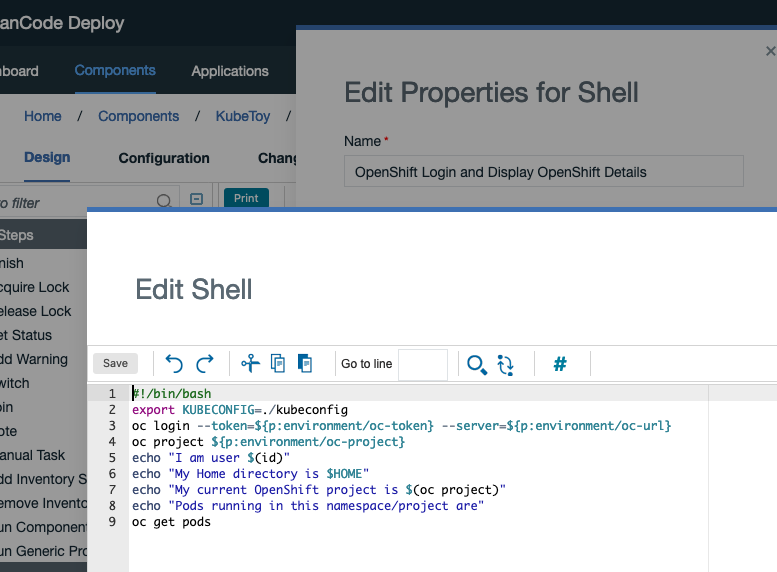 anCode Deploy
board Components Applications
Home / Components / KubeToy /
Design Configuration Chang
o filter
Print
Steps
nish
cquire Lock
elease Lock
et Status
dd Warning
witch
in
ote
anual Task
dd Inventory S
emove Invento
un Component
un Generic Pro
×
Edit Properties for Shell
Name *
OpenShift Login and Display OpenShift Details
Edit Shell
Save Go to line #
1 #!/bin/bash
2 export KUBECONFIG=./kubeconfig
3 oc login --token=${p:environment/oc-token} --server=${p:environment/oc-url}
4 oc project ${p:environment/oc-project}
5 echo "I am user $(id)"
6 echo "My Home directory is $HOME"
7 echo "My current OpenShift project is $(oc project)"
8 echo "Pods running in this namespace/project are"
9 oc get pods